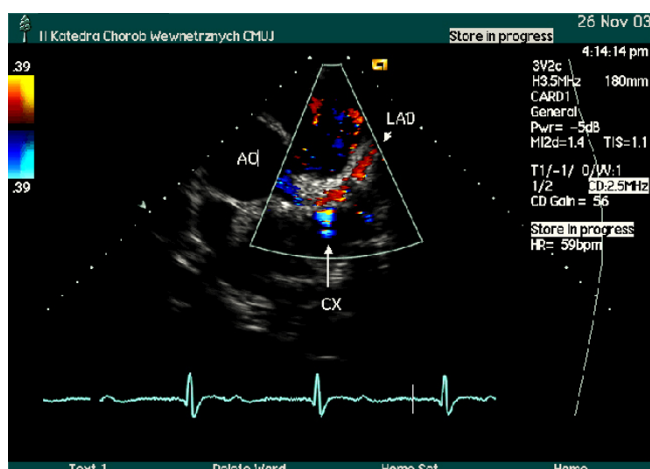 26 Nov 03
II Katedra Chorob Wewnetrznych CMUJ
Store in progress
4:14:14 pm
.39
3V2c
H3.5MHz 180mm
CARD1
General
Pwr= -5dB
MI2d=1.4 TIS=1.1
T1/-1/ 0/VV:1
1/2 CD:2.5MHz
CD Gain = 56
Store in progress
HR= 59bpm
LAD
AO
.39
CX
Text 1 Delete Word Home Set Home